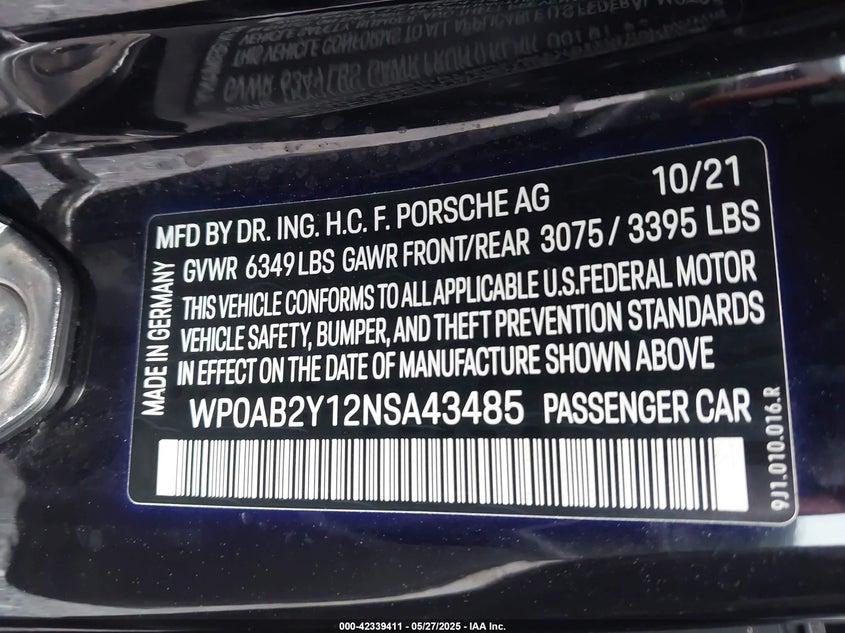 10/21
MFD BY DR. ING. H.C. F. PORSCHE AG
GVWR 6349 LBS GAWR FRONT/REAR 3075 / 3395 LBS
THIS VEHICLE CONFORMS TO ALL APPLICABLE U.S.FEDERAL MOTOR
VEHICLE SAFETY, BUMPER, AND THEFT PREVENTION STANDARDS
IN EFFECT ON THE DATE OF MANUFACTURE SHOWN ABOVE
WP0AB2Y12NSA43485 PASSENGER CAR
MADE IN GERMANY
9J1.010.016.R
000-42339411 - 05/27/2025 - IAA Inc.